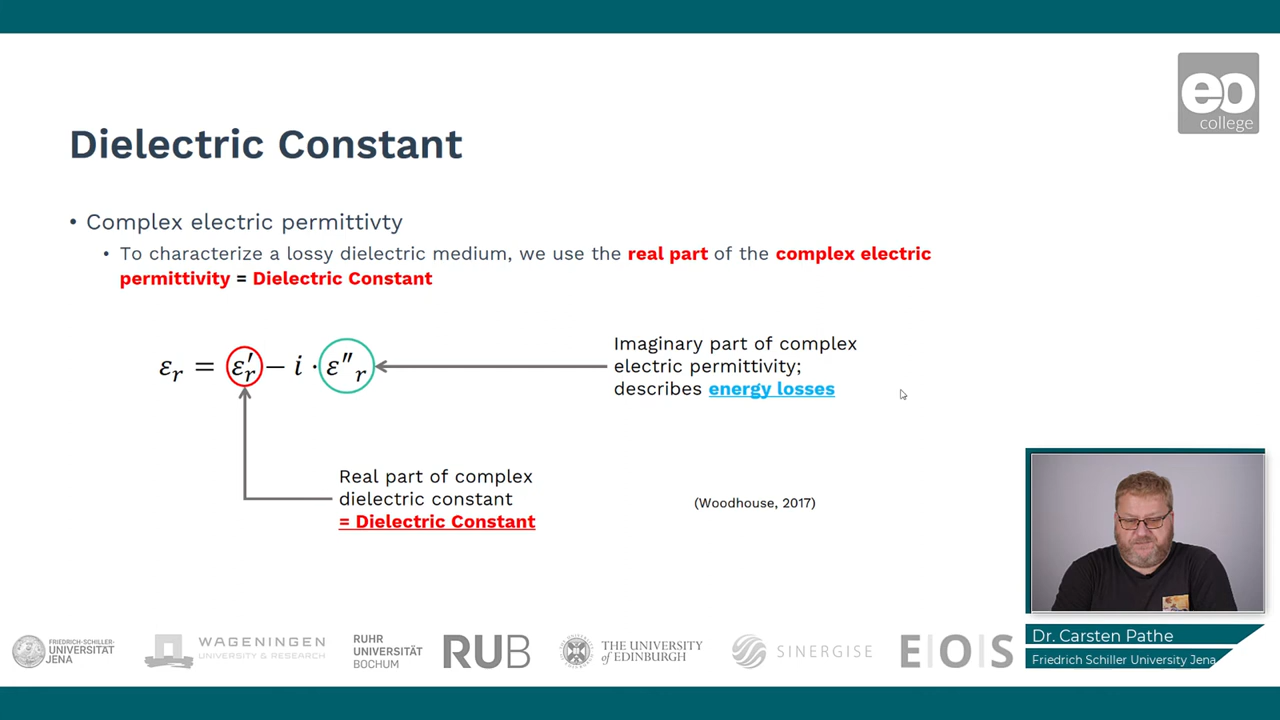 eo
college
Dielectric Constant
• Complex electric permittivty
• To characterize a lossy dielectric medium, we use the real part of the complex electric
permittivity = Dielectric Constant
εᵣ = ε′ᵣ − i · ε″ᵣ
Imaginary part of complex
electric permittivity;
describes energy losses
Real part of complex
dielectric constant
= Dielectric Constant
(Woodhouse, 2017)
Dr. Carsten Pathe
Friedrich Schiller University Jena
FRIEDRICH-SCHILLER-
UNIVERSITÄT
JENA
WAGENINGEN
UNIVERSITY & RESEARCH
RUHR
UNIVERSITÄT
BOCHUM
RUB
THE UNIVERSITY
of EDINBURGH
SINERGISE
E|O|S